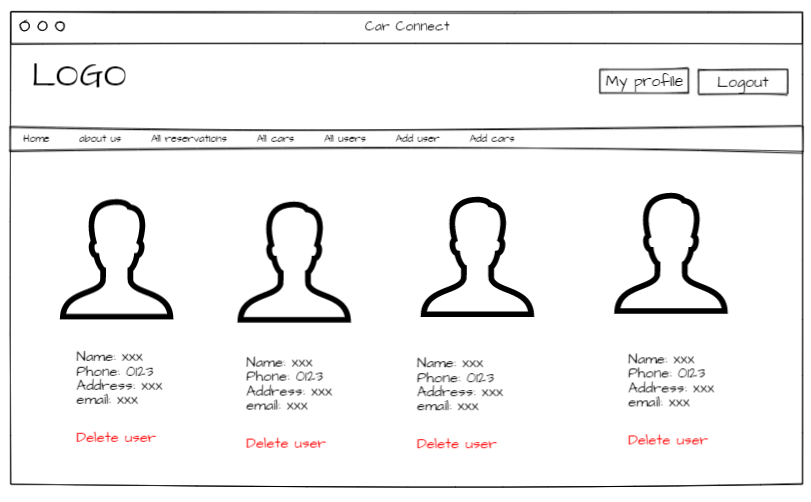 Car Connect
LOGO
My profile
Logout
Home about us All reservations All cars All users Add user Add cars
Name: xxx
Phone: 0123
Address: xxx
email: xxx
Delete user
Name: xxx
Phone: 0123
Address: xxx
email: xxx
Delete user
Name: xxx
Phone: 0123
Address: xxx
email: xxx
Delete user
Name: xxx
Phone: 0123
Address: xxx
email: xxx
Delete user